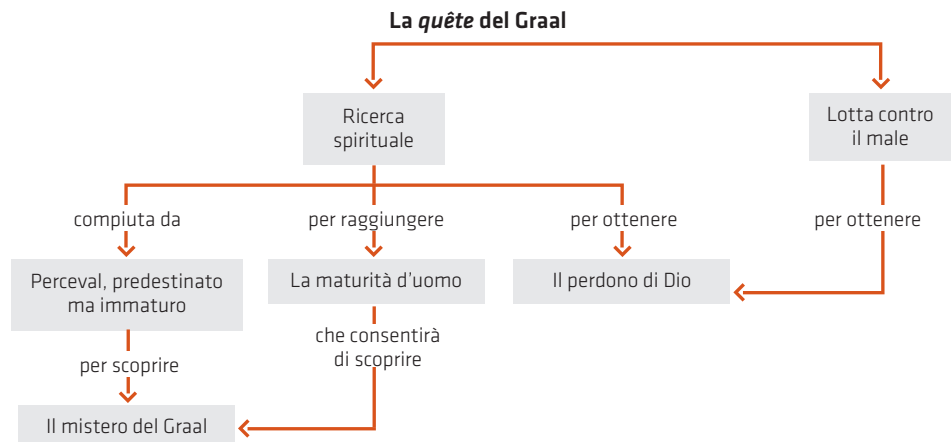 La quête del Graal
Ricerca
spirituale
Lotta contro
il male
compiuta da
per raggiungere
per ottenere
per ottenere
Perceval, predestinato
ma immaturo
La maturità d'uomo
Il perdono di Dio
per scoprire
che consentirà
di scoprire
Il mistero del Graal